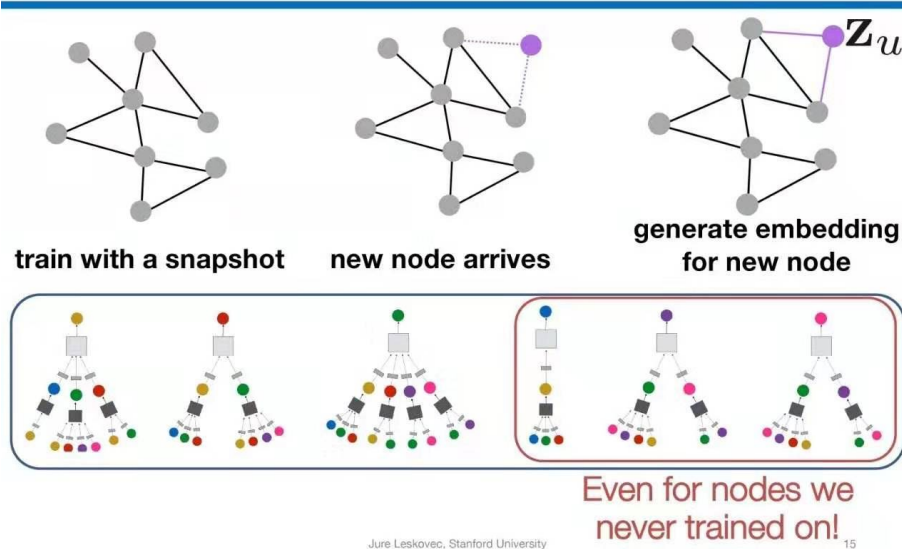 𝐳u
train with a snapshot
new node arrives
generate embedding
for new node
Even for nodes we
never trained on!
Jure Leskovec, Stanford University
15